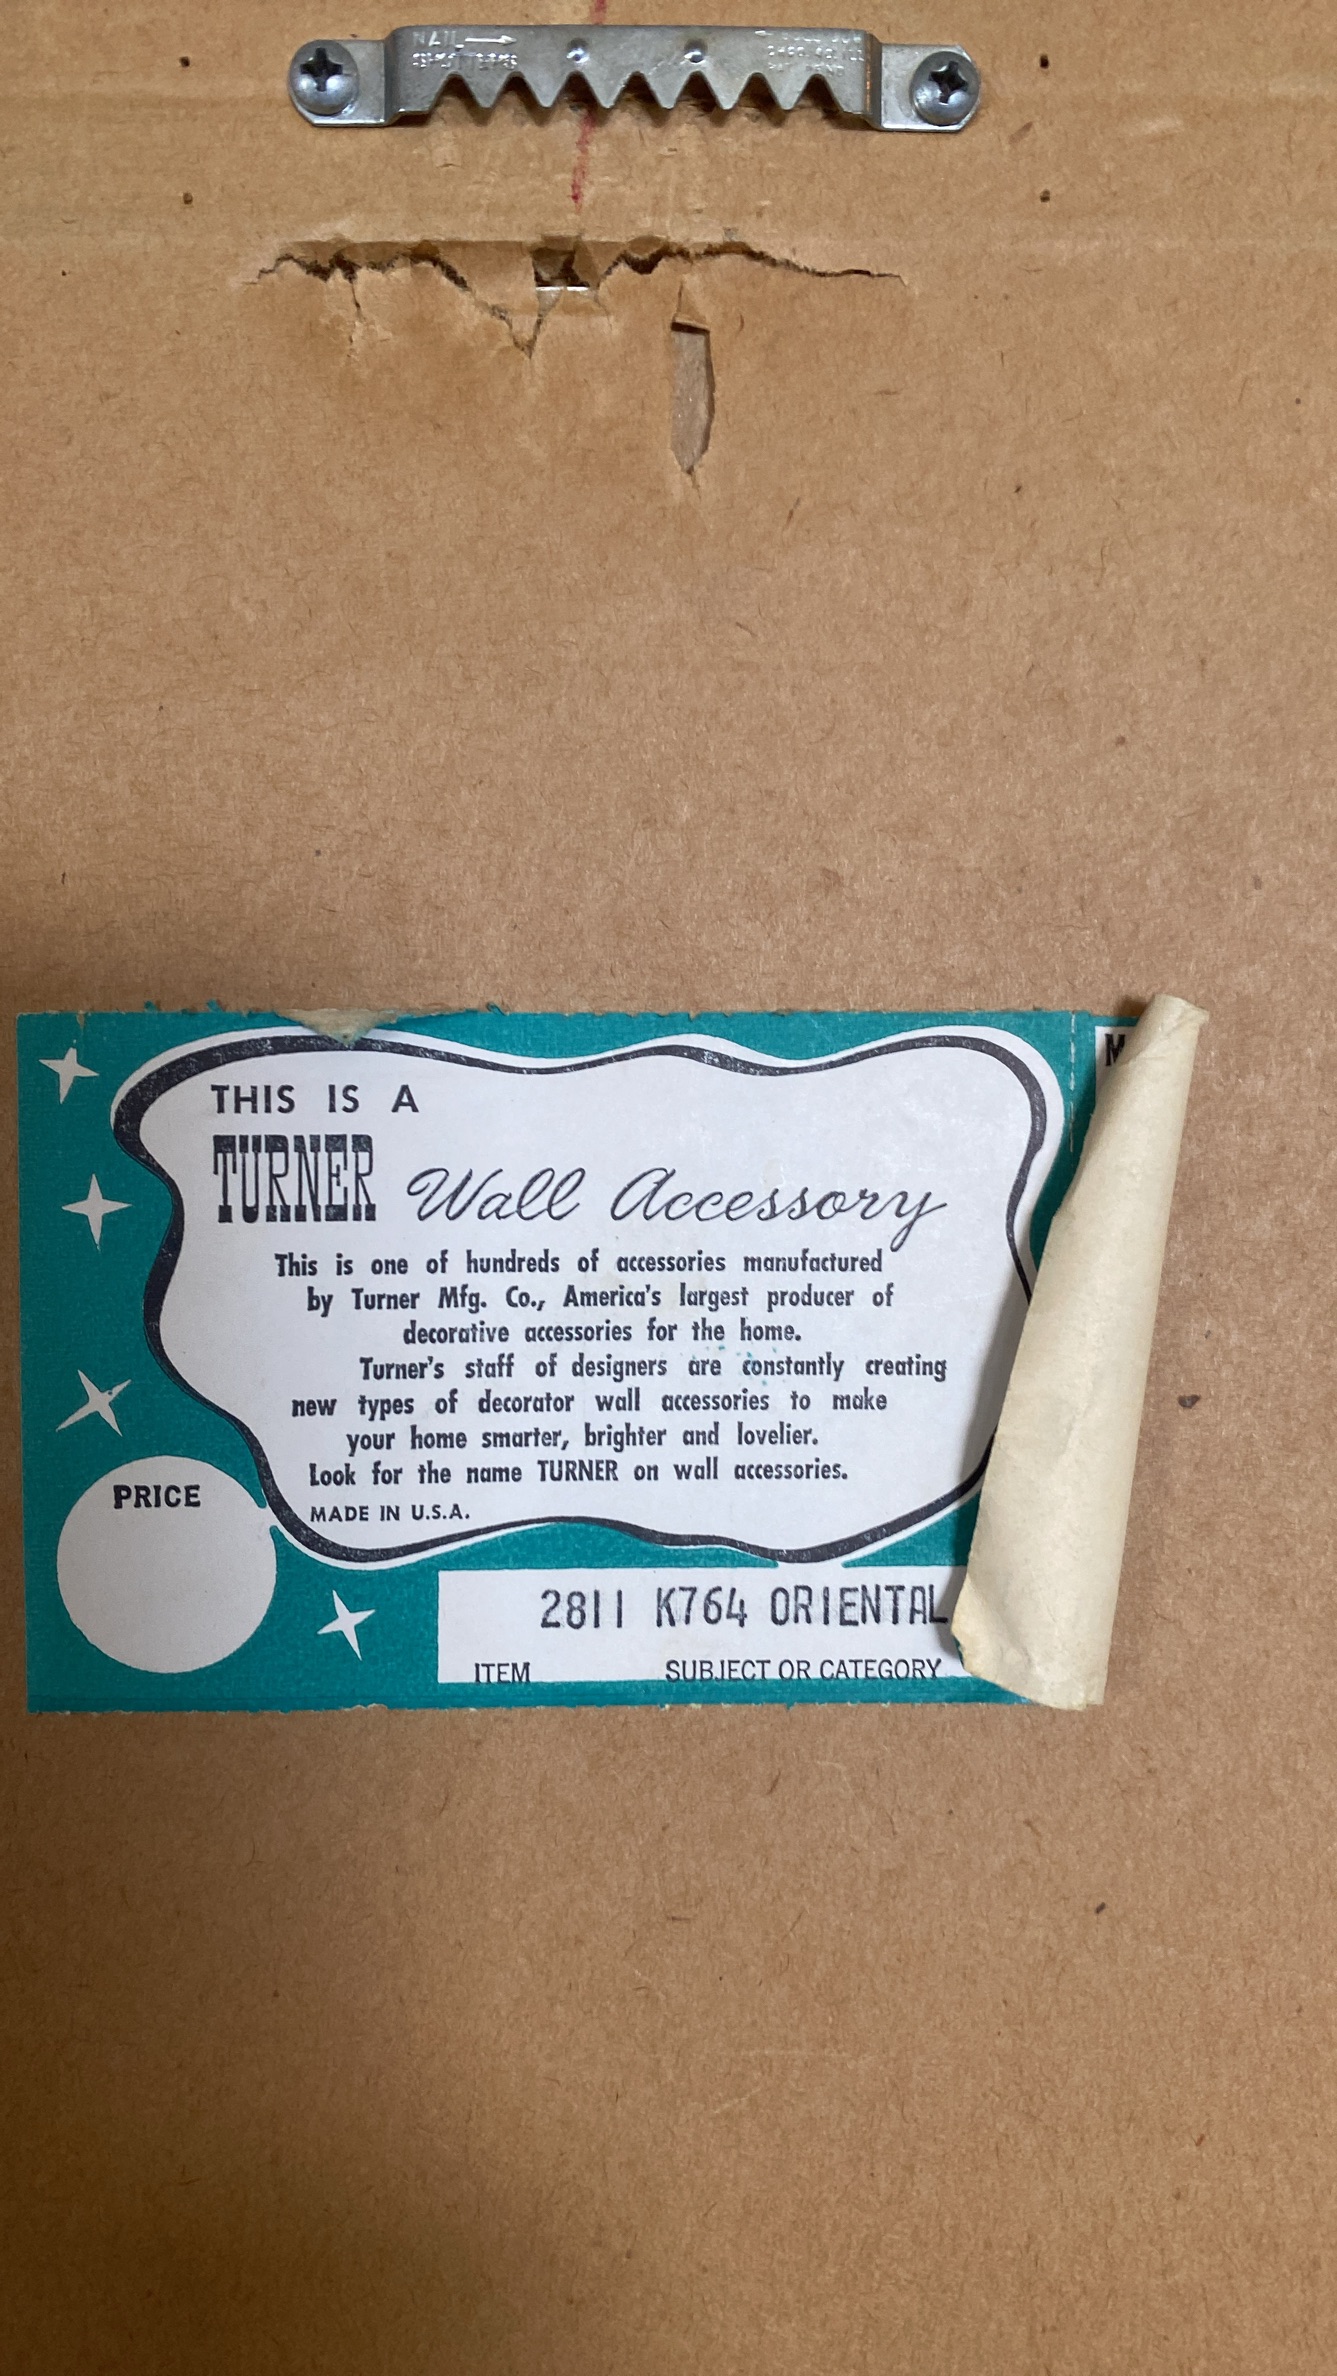 NAIL
THIS IS A
TURNER Wall Accessory
This is one of hundreds of accessories manufactured
by Turner Mfg. Co., America's largest producer of
decorative accessories for the home.
Turner's staff of designers are constantly creating
new types of decorator wall accessories to make
your home smarter, brighter and lovelier.
Look for the name TURNER on wall accessories.
MADE IN U.S.A.
PRICE
2811 K764 ORIENTAL
ITEM SUBJECT OR CATEGORY